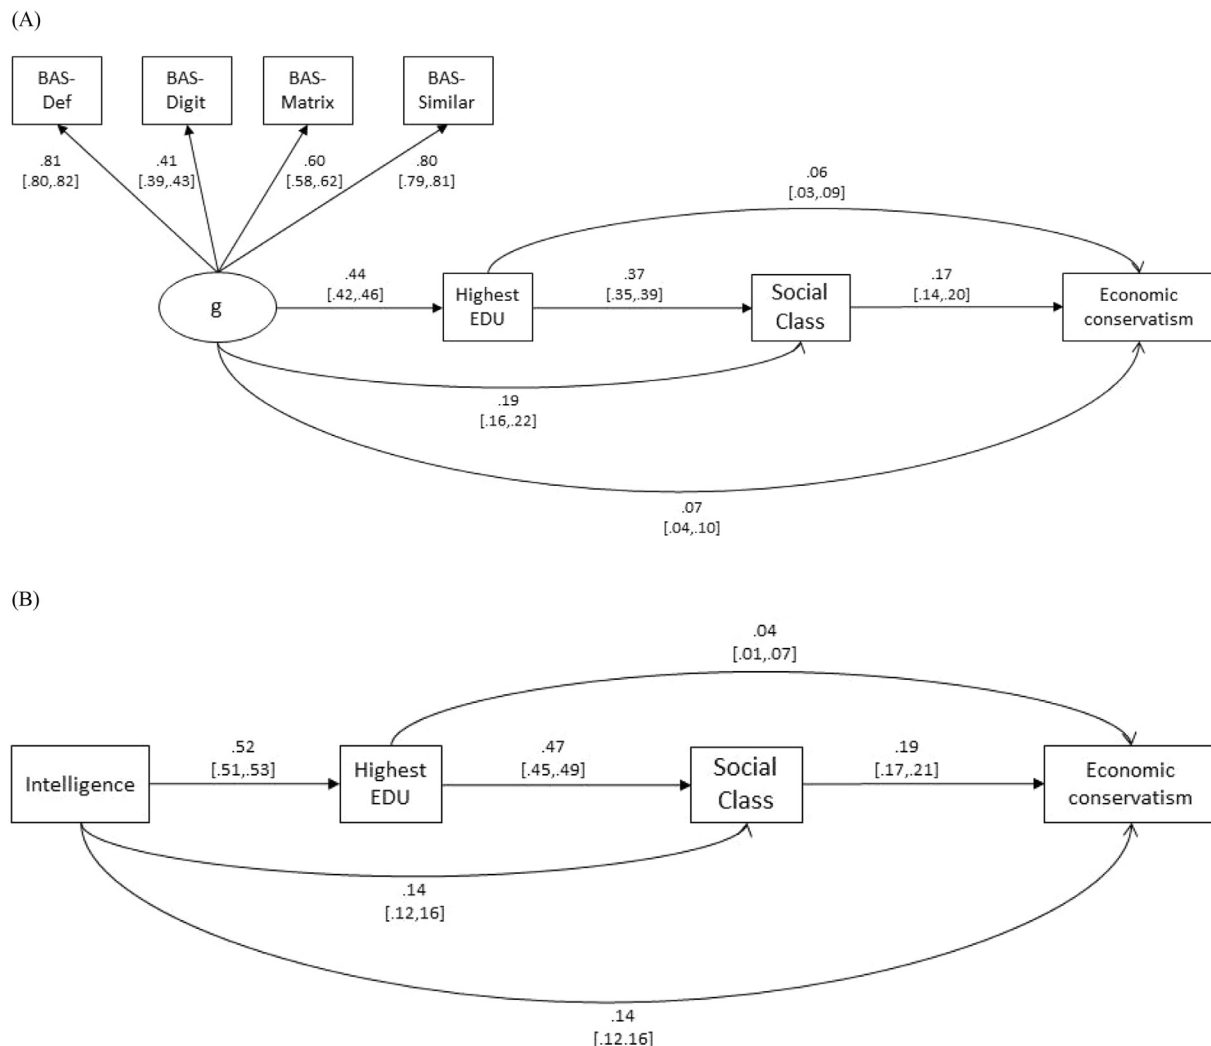 (A)
BAS-
Def
BAS-
Digit
BAS-
Matrix
BAS-
Similar
.81
[.80,.82]
.41
[.39,.43]
.60
[.58,.62]
.80
[.79,.81]
.06
[.03,.09]
g
.44
[.42,.46]
Highest
EDU
.37
[.35,.39]
Social
Class
.17
[.14,.20]
Economic
conservatism
.19
[.16,.22]
.07
[.04,.10]
(B)
.04
[.01,.07]
Intelligence
.52
[.51,.53]
Highest
EDU
.47
[.45,.49]
Social
Class
.19
[.17,.21]
Economic
conservatism
.14
[.12,16]
.14
[.12.16]